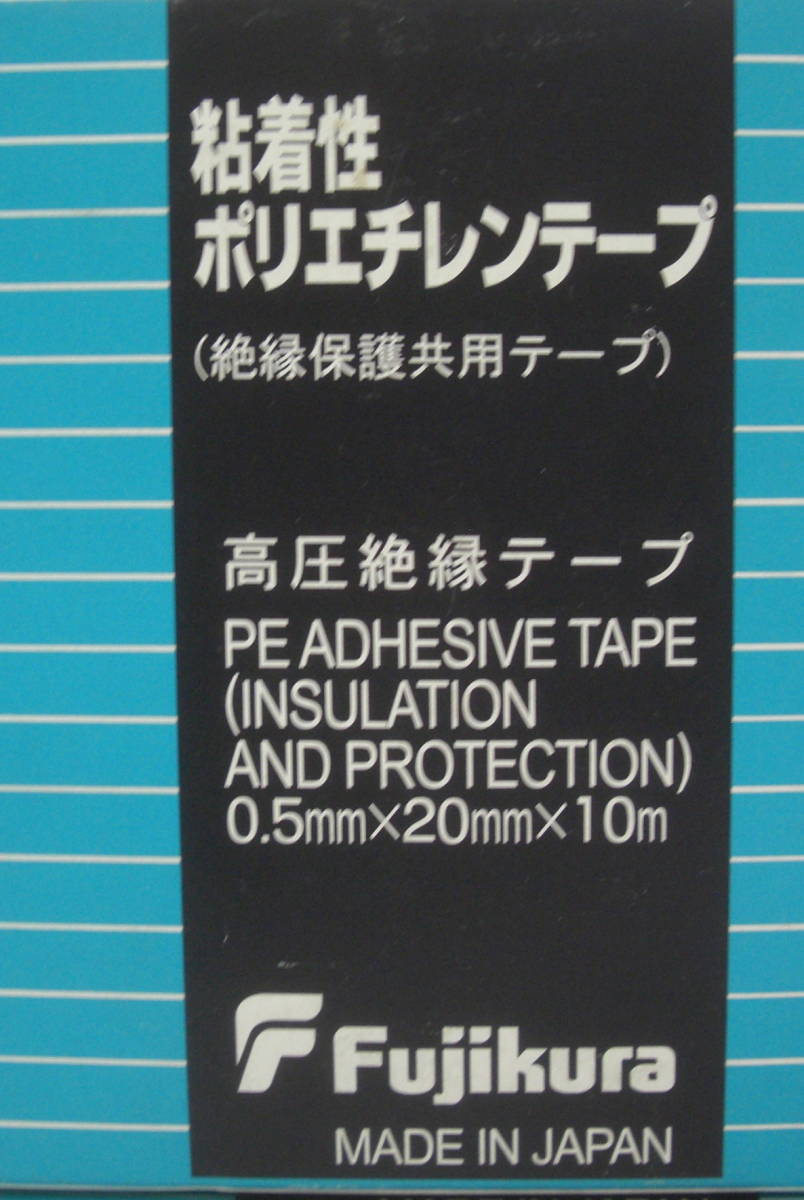 粘着性
ポリエチレンテープ
(絶縁保護共用テープ)
高圧絶縁テープ
PE ADHESIVE TAPE
(INSULATION
AND PROTECTION)
0.5mm×20mm×10m
Fujikura
MADE IN JAPAN